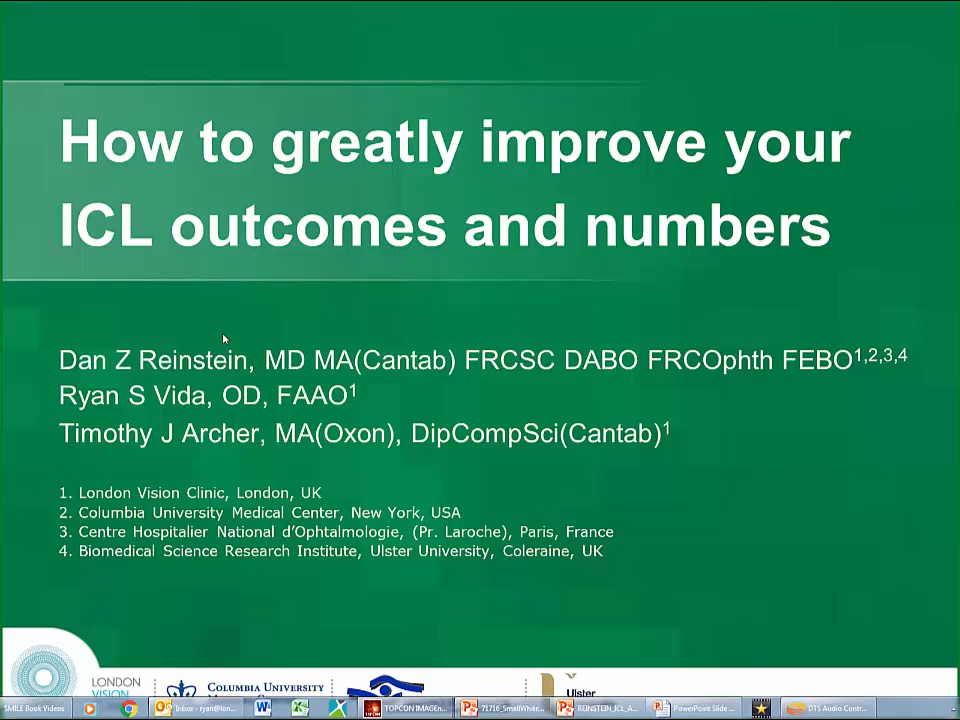 How to greatly improve your
ICL outcomes and numbers
Dan Z Reinstein, MD MA(Cantab) FRCSC DABO FRCOphth FEBO1,2,3,4
Ryan S Vida, OD, FAAO1
Timothy J Archer, MA(Oxon), DipCompSci(Cantab)1
1. London Vision Clinic, London, UK
2. Columbia University Medical Center, New York, USA
3. Centre Hospitalier National d'Ophtalmologie, (Pr. Laroche), Paris, France
4. Biomedical Science Research Institute, Ulster University, Coleraine, UK
LONDON
VISION
COLUMBIA UNIVERSITY
Ulster
SMILE Book Videos
Inbox - ryan@lon...
TOPCON IMAGEn...
71716_SmallWhite...
REINSTEIN_JCL_A...
PowerPoint Slide ...
DTS Audio Contr...